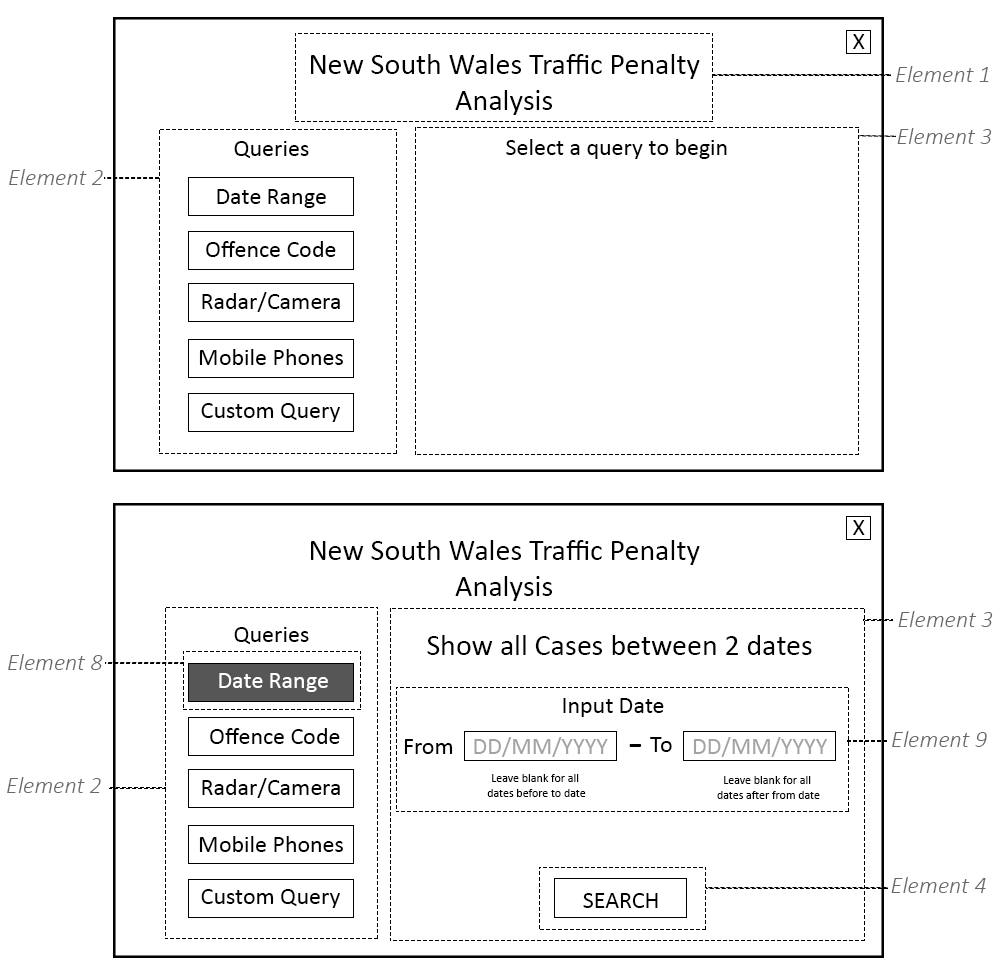 X
New South Wales Traffic Penalty
Analysis
Element 1
Element 3
Element 2
Queries
Date Range
Offence Code
Radar/Camera
Mobile Phones
Custom Query
Select a query to begin
X
New South Wales Traffic Penalty
Analysis
Element 3
Queries
Element 8
Date Range
Offence Code
Element 2
Radar/Camera
Mobile Phones
Custom Query
Show all Cases between 2 dates
Input Date
From DD/MM/YYYY – To DD/MM/YYYY
Element 9
Leave blank for all
dates before to date
Leave blank for all
dates after from date
SEARCH
Element 4